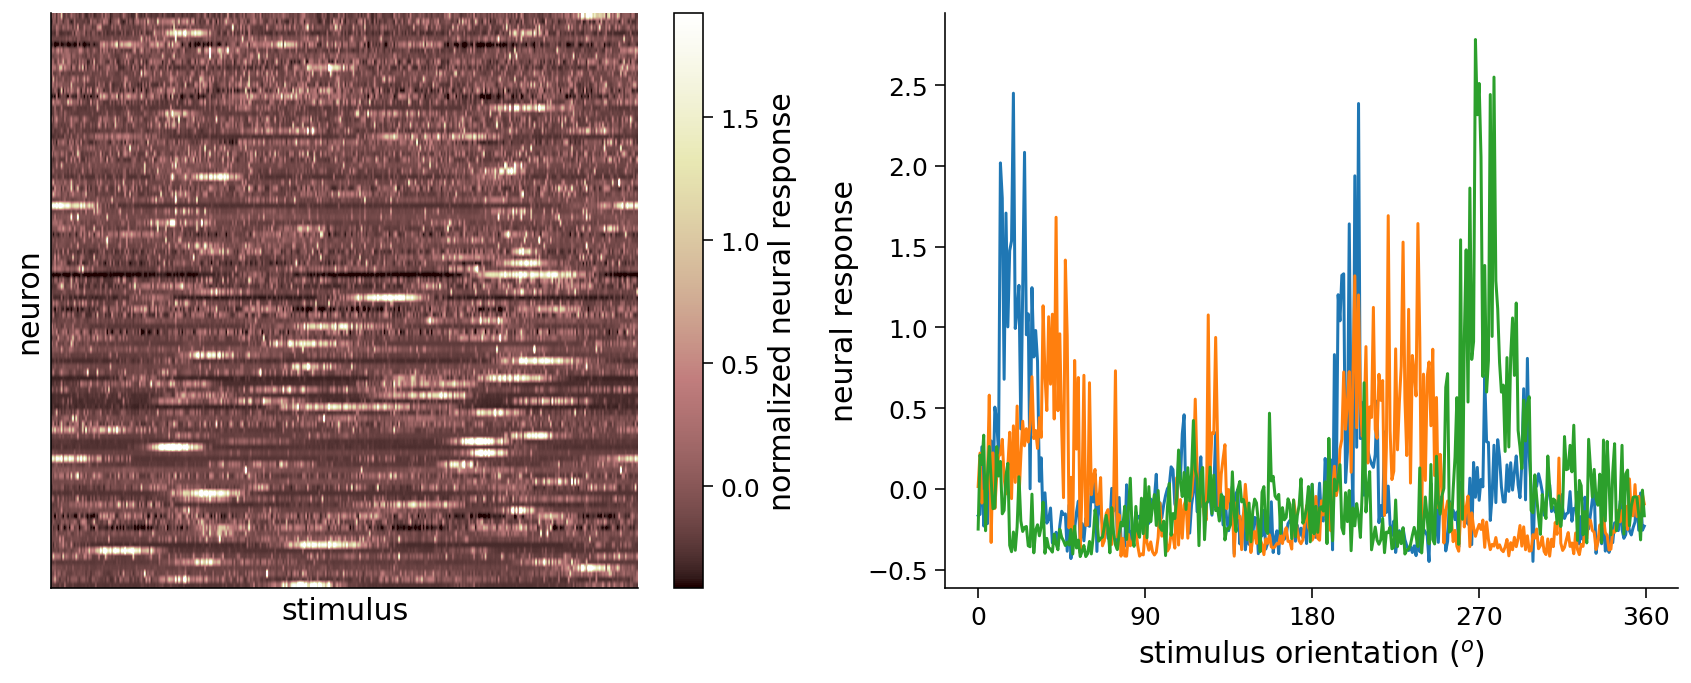 neuron
stimulus
1.5
1.0
0.5
0.0
normalized neural response
neural response
2.5
2.0
1.5
1.0
0.5
0.0
−0.5
0 90 180 270 360
stimulus orientation (o)